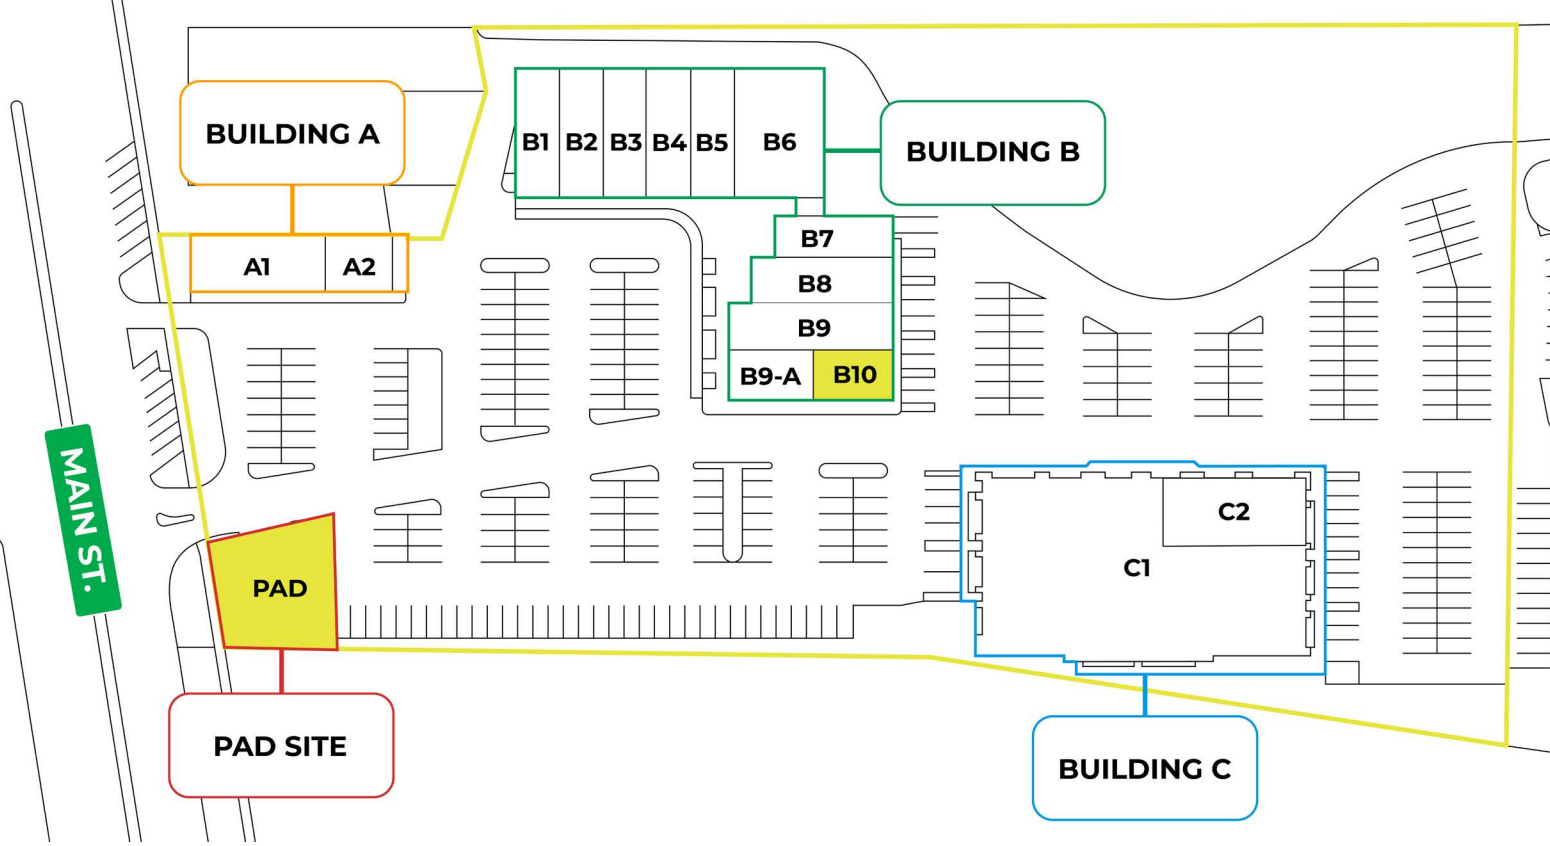 BUILDING A
B1
B2
B3
B4
B5
B6
BUILDING B
A1
A2
B7
B8
B9
B9-A
B10
MAIN ST.
C2
C1
PAD
PAD SITE
BUILDING C